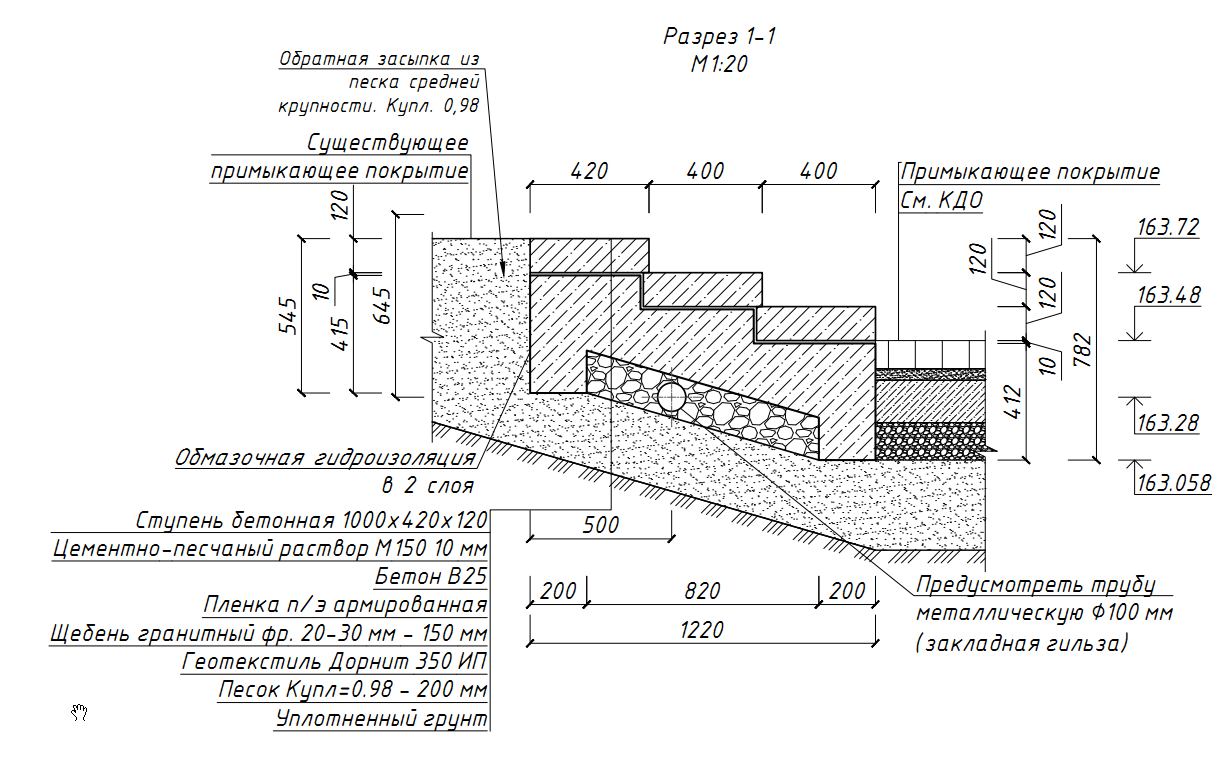 Разрез 1-1
М1:20
Обратная засыпка из
песка средней
крупности. Купл. 0,98
Существующее
примыкающее покрытие
420
400
400
Примыкающее покрытие
См. КДО
120
545
10
415
645
120
120
120
10
412
782
163.72
163.48
163.28
163.058
Обмазочная гидроизоляция
в 2 слоя
Ступень бетонная 1000х420х120
Цементно-песчаный раствор М150 10 мм
Бетон В25
Пленка п/э армированная
Щебень гранитный фр. 20-30 мм - 150 мм
Геотекстиль Дорнит 350 ИП
Песок Купл=0.98 - 200 мм
Уплотненный грунт
500
200
820
200
1220
Предусмотреть трубу
металлическую Ф100 мм
(закладная гильза)